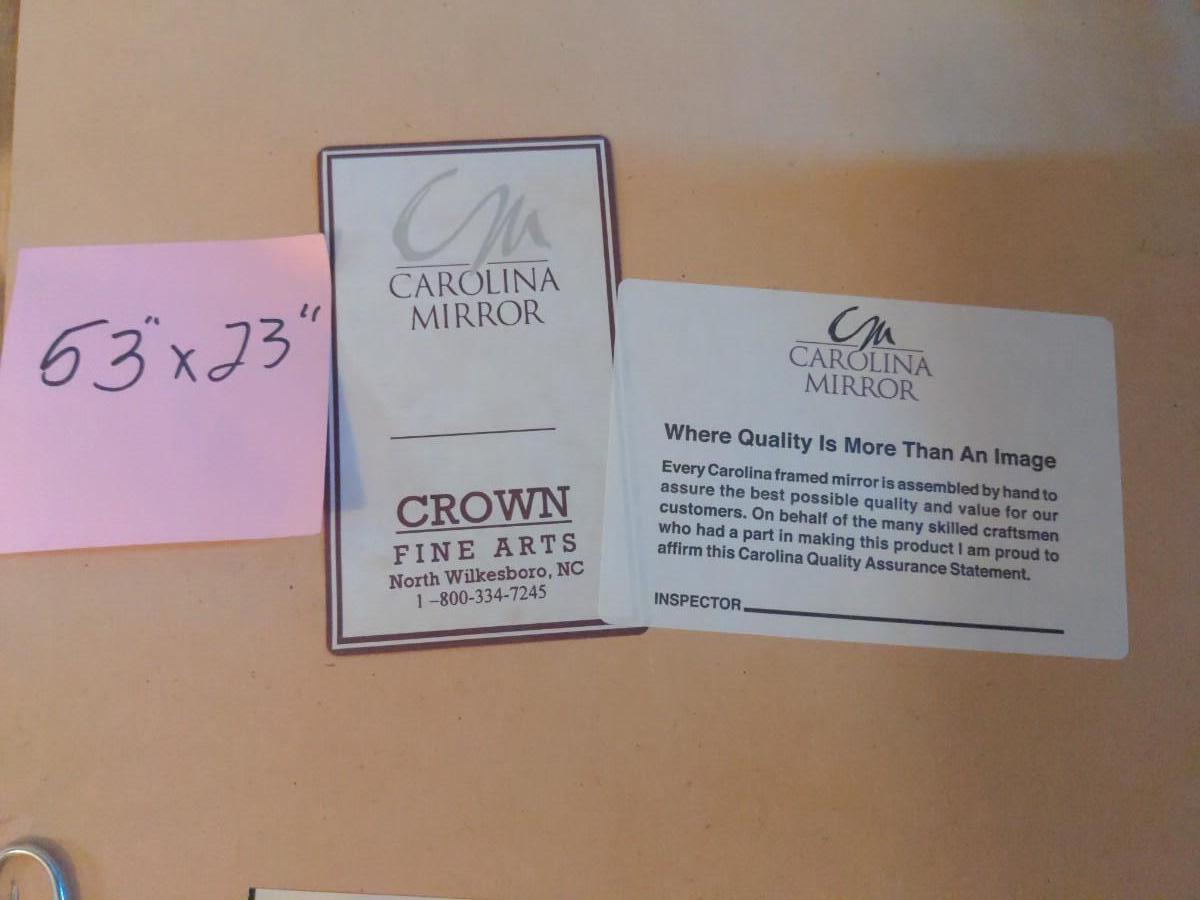 53" x 23"
CM
CAROLINA
MIRROR
CROWN
FINE ARTS
North Wilkesboro, NC
1–800-334-7245
CM
CAROLINA
MIRROR
Where Quality Is More Than An Image
Every Carolina framed mirror is assembled by hand to
assure the best possible quality and value for our
customers. On behalf of the many skilled craftsmen
who had a part in making this product I am proud to
affirm this Carolina Quality Assurance Statement.
INSPECTOR